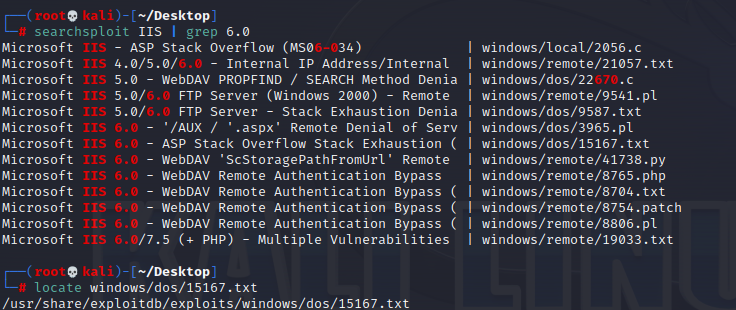 ┌──(root💀kali)-[~/Desktop]
└─# searchsploit IIS | grep 6.0
Microsoft IIS - ASP Stack Overflow (MS06-034) | windows/local/2056.c
Microsoft IIS 4.0/5.0/6.0 - Internal IP Address/Internal | windows/remote/21057.txt
Microsoft IIS 5.0 - WebDAV PROPFIND / SEARCH Method Denia | windows/dos/22670.c
Microsoft IIS 5.0/6.0 FTP Server (Windows 2000) - Remote | windows/remote/9541.pl
Microsoft IIS 5.0/6.0 FTP Server - Stack Exhaustion Denia | windows/dos/9587.txt
Microsoft IIS 6.0 - '/AUX / '.aspx' Remote Denial of Serv | windows/dos/3965.pl
Microsoft IIS 6.0 - ASP Stack Overflow Stack Exhaustion ( | windows/dos/15167.txt
Microsoft IIS 6.0 - WebDAV 'ScStoragePathFromUrl' Remote | windows/remote/41738.py
Microsoft IIS 6.0 - WebDAV Remote Authentication Bypass | windows/remote/8765.php
Microsoft IIS 6.0 - WebDAV Remote Authentication Bypass ( | windows/remote/8704.txt
Microsoft IIS 6.0 - WebDAV Remote Authentication Bypass ( | windows/remote/8754.patch
Microsoft IIS 6.0 - WebDAV Remote Authentication Bypass ( | windows/remote/8806.pl
Microsoft IIS 6.0/7.5 (+ PHP) - Multiple Vulnerabilities | windows/remote/19033.txt
┌──(root💀kali)-[~/Desktop]
└─# locate windows/dos/15167.txt
/usr/share/exploitdb/exploits/windows/dos/15167.txt